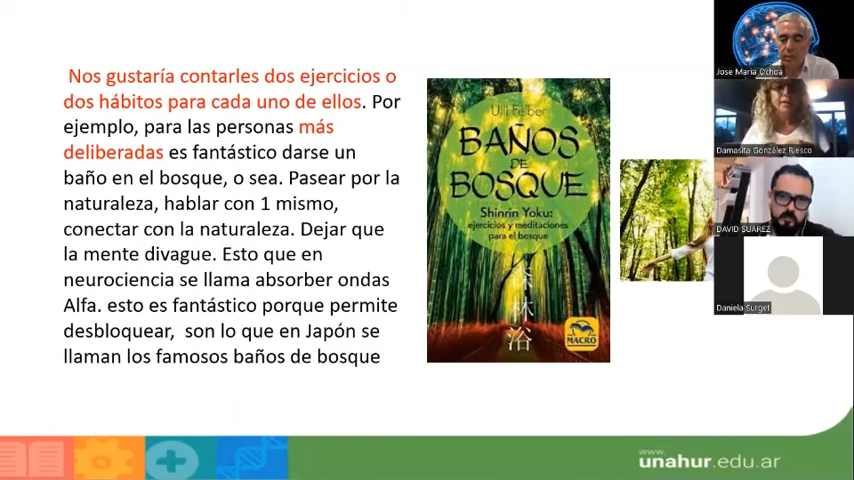 Nos gustaría contarles dos ejercicios o
dos hábitos para cada uno de ellos. Por
ejemplo, para las personas más
deliberadas es fantástico darse un
baño en el bosque, o sea. Pasear por la
naturaleza, hablar con 1 mismo,
conectar con la naturaleza. Dejar que
la mente divague. Esto que en
neurociencia se llama absorber ondas
Alfa. esto es fantástico porque permite
desbloquear, son lo que en Japón se
llaman los famosos baños de bosque
Ulli Felber
BAÑOS
DE
BOSQUE
Shinrin Yoku:
ejercicios y meditaciones
para el bosque
森
林
浴
MACRO
Jose Maria Ochoa
Damasita González Riesco
DAVID SUAREZ
Daniela Surget
www
unahur.edu.ar